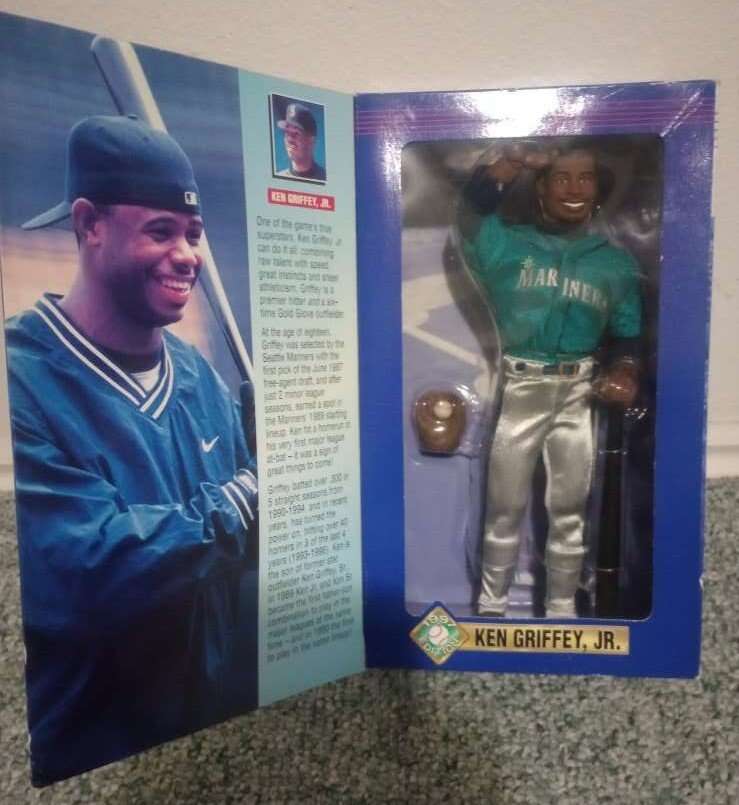 KEN GRIFFEY, JR.
One of the game's true
superstars, Ken Griffey Jr.
can do it all: combining
raw talent with speed,
great instincts and sheer
athleticism, Griffey is a
premier hitter and a six-
time Gold Glove outfielder.
At the age of eighteen,
Griffey was selected by the
Seattle Mariners with the
first pick of the June 1987
free-agent draft, and after
just 2 minor league
seasons, earned a spot in
the Mariners' 1989 starting
lineup. Ken hit a homerun at
his very first major league
at-bat – it was a sign of
great things to come!
Griffey batted over .300 in
5 straight seasons from
1990-1994 and in recent
years, has turned the
power on, hitting over 40
homers in 3 of the last 4
years (1993-1996). Ken is
the son of former star
outfielder Ken Griffey, Sr.
In 1989 Ken Jr. and Ken Sr.
became the first father-son
combination to play in the
major leagues at the same
time – and in 1990 the first
to play in the same lineup!
MARINERS
1997
EDITION
KEN GRIFFEY, JR.